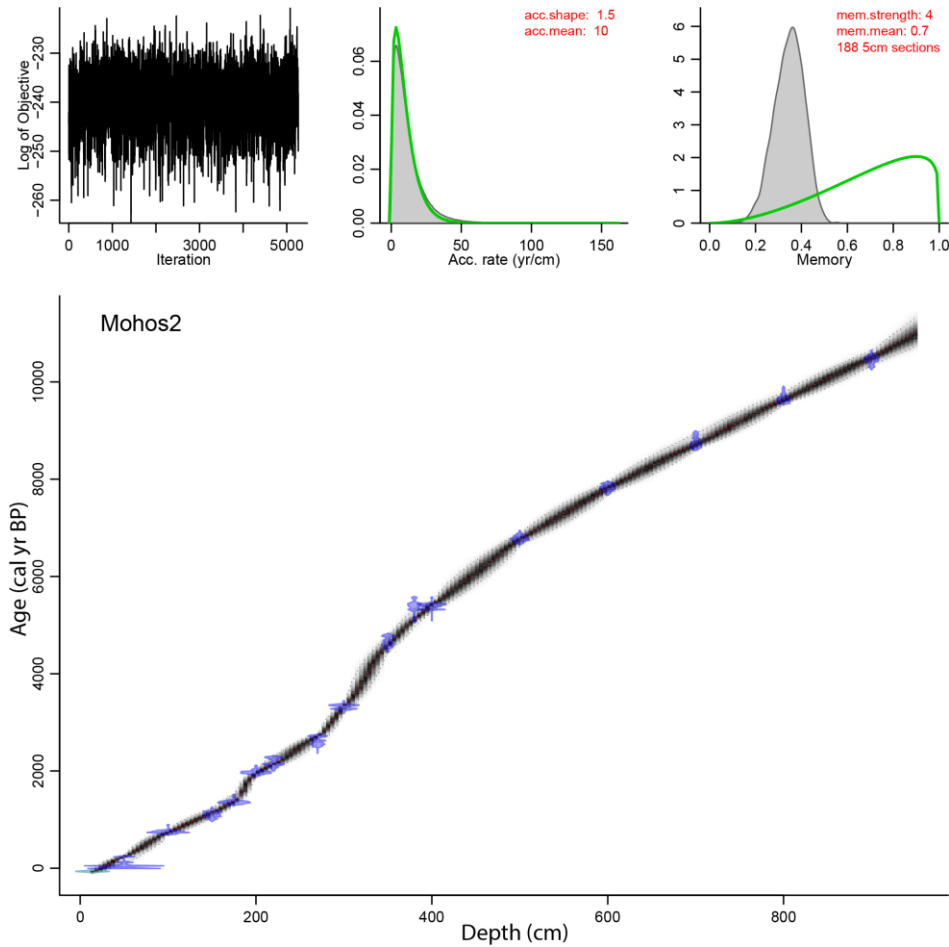 Log of Objective
-230
-240
-250
-260
0 1000 3000 5000
Iteration
acc.shape: 1.5
acc.mean: 10
0.06
0.04
0.02
0.00
0 50 100 150
Acc. rate (yr/cm)
mem.strength: 4
mem.mean: 0.7
188 5cm sections
6
5
4
3
2
1
0
0.0 0.2 0.4 0.6 0.8 1.0
Memory
Mohos2
Age (cal yr BP)
10000
8000
6000
4000
2000
0
0 200 400 600 800
Depth (cm)